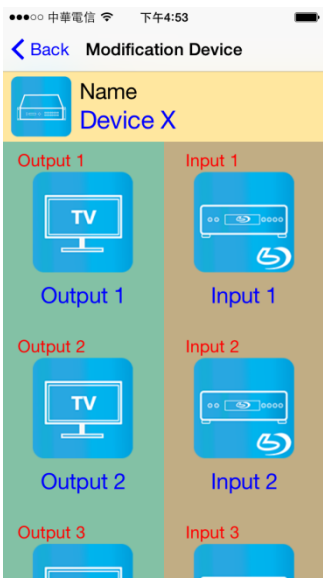 中華電信 下午4:53
Back Modification Device
Name
Device X
Output 1 Input 1
TV
Output 1 Input 1
Output 2 Input 2
TV
Output 2 Input 2
Output 3 Input 3